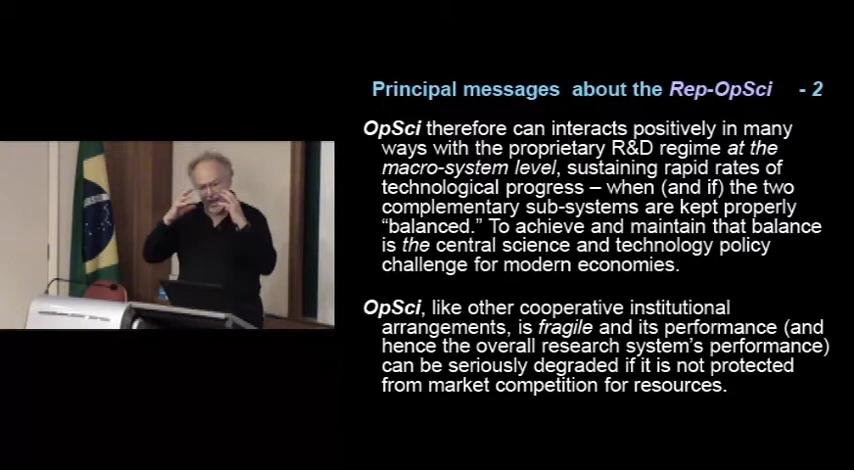 Principal messages about the Rep-OpSci - 2
OpSci therefore can interacts positively in many
ways with the proprietary R&D regime at the
macro-system level, sustaining rapid rates of
technological progress – when (and if) the two
complementary sub-systems are kept properly
“balanced.” To achieve and maintain that balance
is the central science and technology policy
challenge for modern economies.
OpSci, like other cooperative institutional
arrangements, is fragile and its performance (and
hence the overall research system’s performance)
can be seriously degraded if it is not protected
from market competition for resources.